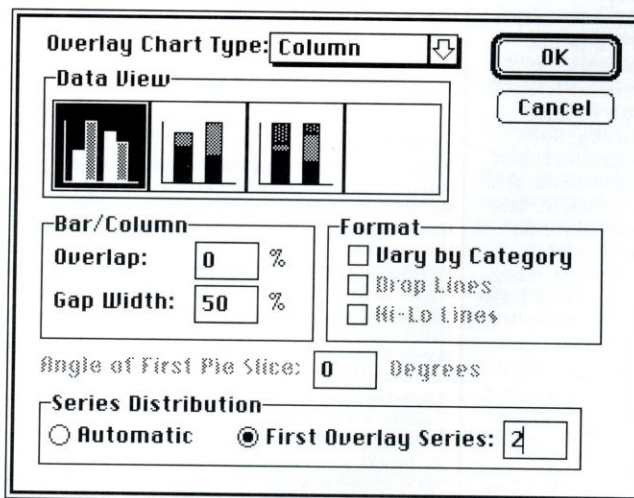 Overlay Chart Type: Column
OK
Cancel
Data View
Bar/Column
Overlap: 0 %
Gap Width: 50 %
Format
Vary by Category
Drop Lines
Hi-Lo Lines
Angle of First Pie Slice: 0 Degrees
Series Distribution
Automatic
First Overlay Series: 2